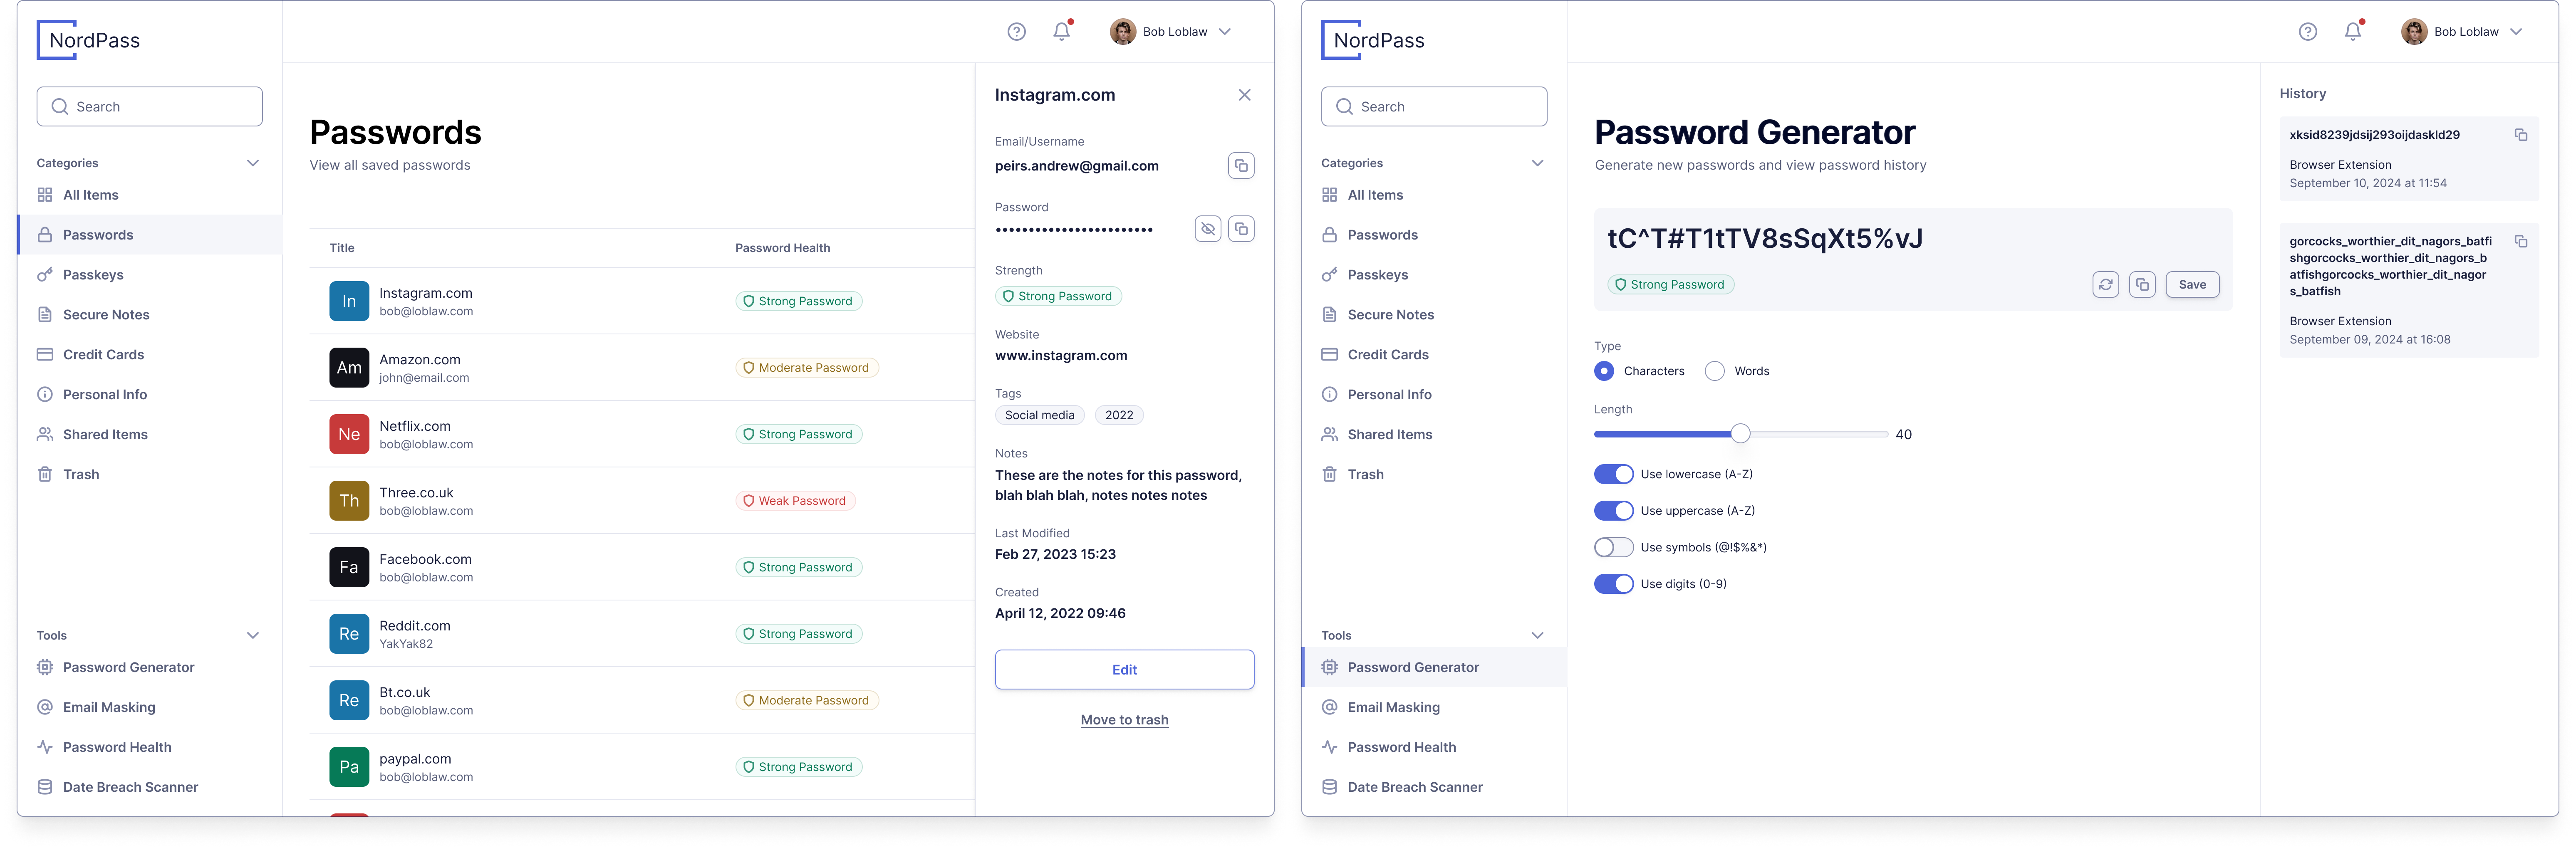 NordPass
Search
Categories
All Items
Passwords
Passkeys
Secure Notes
Credit Cards
Personal Info
Shared Items
Trash
Tools
Password Generator
Email Masking
Password Health
Date Breach Scanner
Bob Loblaw
Passwords
View all saved passwords
Title
Password Health
In
Instagram.com
bob@loblaw.com
Strong Password
Am
Amazon.com
john@email.com
Moderate Password
Ne
Netflix.com
bob@loblaw.com
Strong Password
Th
Three.co.uk
bob@loblaw.com
Weak Password
Fa
Facebook.com
bob@loblaw.com
Strong Password
Re
Reddit.com
YakYak82
Strong Password
Re
Bt.co.uk
bob@loblaw.com
Moderate Password
Pa
paypal.com
bob@loblaw.com
Strong Password
Instagram.com
Email/Username
peirs.andrew@gmail.com
Password
••••••••••••••••••••••••
Strength
Strong Password
Website
www.instagram.com
Tags
Social media
2022
Notes
These are the notes for this password,
blah blah blah, notes notes notes
Last Modified
Feb 27, 2023 15:23
Created
April 12, 2022 09:46
Edit
Move to trash
NordPass
Search
Categories
All Items
Passwords
Passkeys
Secure Notes
Credit Cards
Personal Info
Shared Items
Trash
Tools
Password Generator
Email Masking
Password Health
Date Breach Scanner
Bob Loblaw
Password Generator
Generate new passwords and view password history
tC^T#T1tTV8sSqXt5%vJ
Strong Password
Save
Type
Characters
Words
Length
40
Use lowercase (A-Z)
Use uppercase (A-Z)
Use symbols (@!$%&*)
Use digits (0-9)
History
xksid8239jdsij293oijdaskld29
Browser Extension
September 10, 2024 at 11:54
gorcocks_worthier_dit_nagors_batfi
shgorcocks_worthier_dit_nagors_b
atfishgorcocks_worthier_dit_nagor
s_batfish
Browser Extension
September 09, 2024 at 16:08